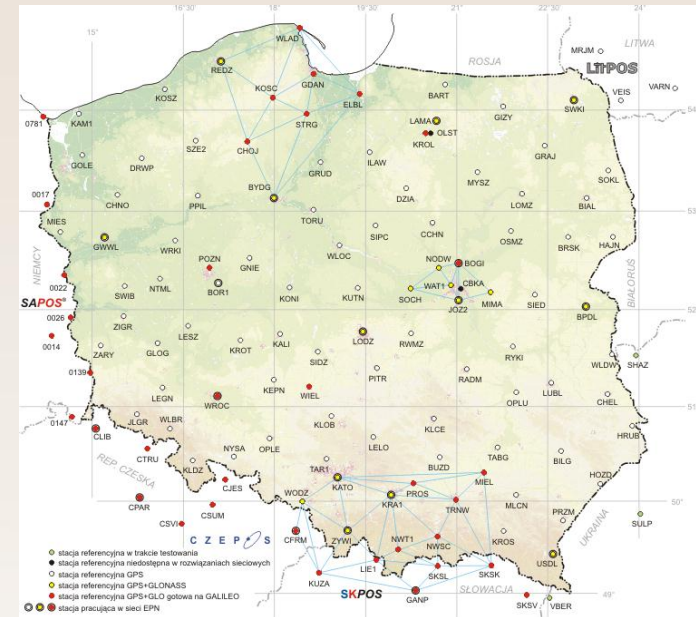 15°
16°30'
18°
19°30'
21°
22°30'
24°
WLAD
MRJM
LITWA
REDZ
GDAN
ROSJA
LitPOS
KOSZ
KOSC
ELBL
BART
VEIS
VARN
0781
KAM1
STRG
LAMA
GIZY
SWKI
54
SZE2
CHOJ
OLST
KROL
GOLE
DRWP
GRUD
ILAW
GRAJ
MYSZ
SOKL
0017
CHNO
PPIL
BYDG
DZIA
LOMZ
BIAL
MIES
TORU
53
GWWL
WRKI
SIPC
CCHN
OSMZ
BRSK
HAJN
NIEMCY
POZN
GNIE
WLOC
NODW
BOGI
BIAŁORUŚ
0022
NTML
BOR1
WAT1
CBKA
SWIB
KONI
KUTN
SOCH
MIMA
SIED
SAPOS®
JOZ2
BPDL
52
0026
ZIGR
LESZ
KALI
LODZ
RWMZ
0014
ZARY
GLOG
KROT
SIDZ
RYKI
WLDW
SHAZ
0139
PITR
RADM
LEGN
KEPN
WIEL
LUBL
WROC
OPLU
CHEL
51
0147
JLGR
WLBR
KLOB
KLCE
CLIB
HRUB
CTRU
NYSA
OPLE
LELO
TABG
BILG
REP. CZESKA
KLDZ
TAR1
BUZD
CJES
KATO
MIEL
HOZD
WODZ
PROS
CPAR
CSUM
KRA1
TRNW
MLCN
50
PRZM
CSVI
SULP
CZEPOS
CFRM
ZYWI
NWT1
NWSC
KROS
UKRAINA
stacja referencyjna w trakcie testowania
LIE1
USDL
stacja referencyjna niedostępna w rozwiązaniach sieciowych
KUZA
SKSL
SKSK
stacja referencyjna GPS
stacja referencyjna GPS+GLONASS
SŁOWACJA
stacja referencyjna GPS+GLO gotowa na GALILEO
SKPOS
GANP
49°
stacja pracująca w sieci EPN
SKSV
VBER